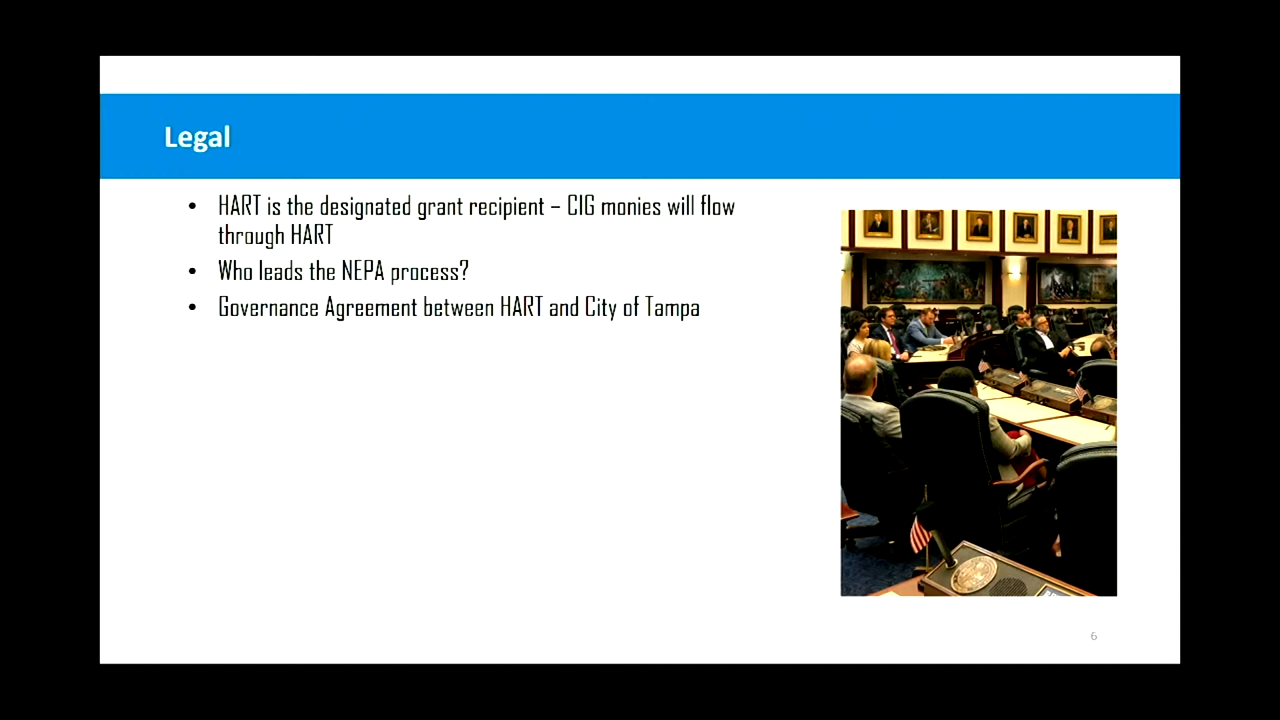 Legal
• HART is the designated grant recipient – CIG monies will flow
through HART
• Who leads the NEPA process?
• Governance Agreement between HART and City of Tampa
6